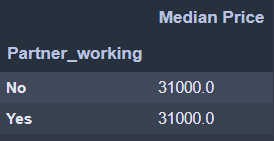 Median Price
Partner_working
No 31000.0
Yes 31000.0